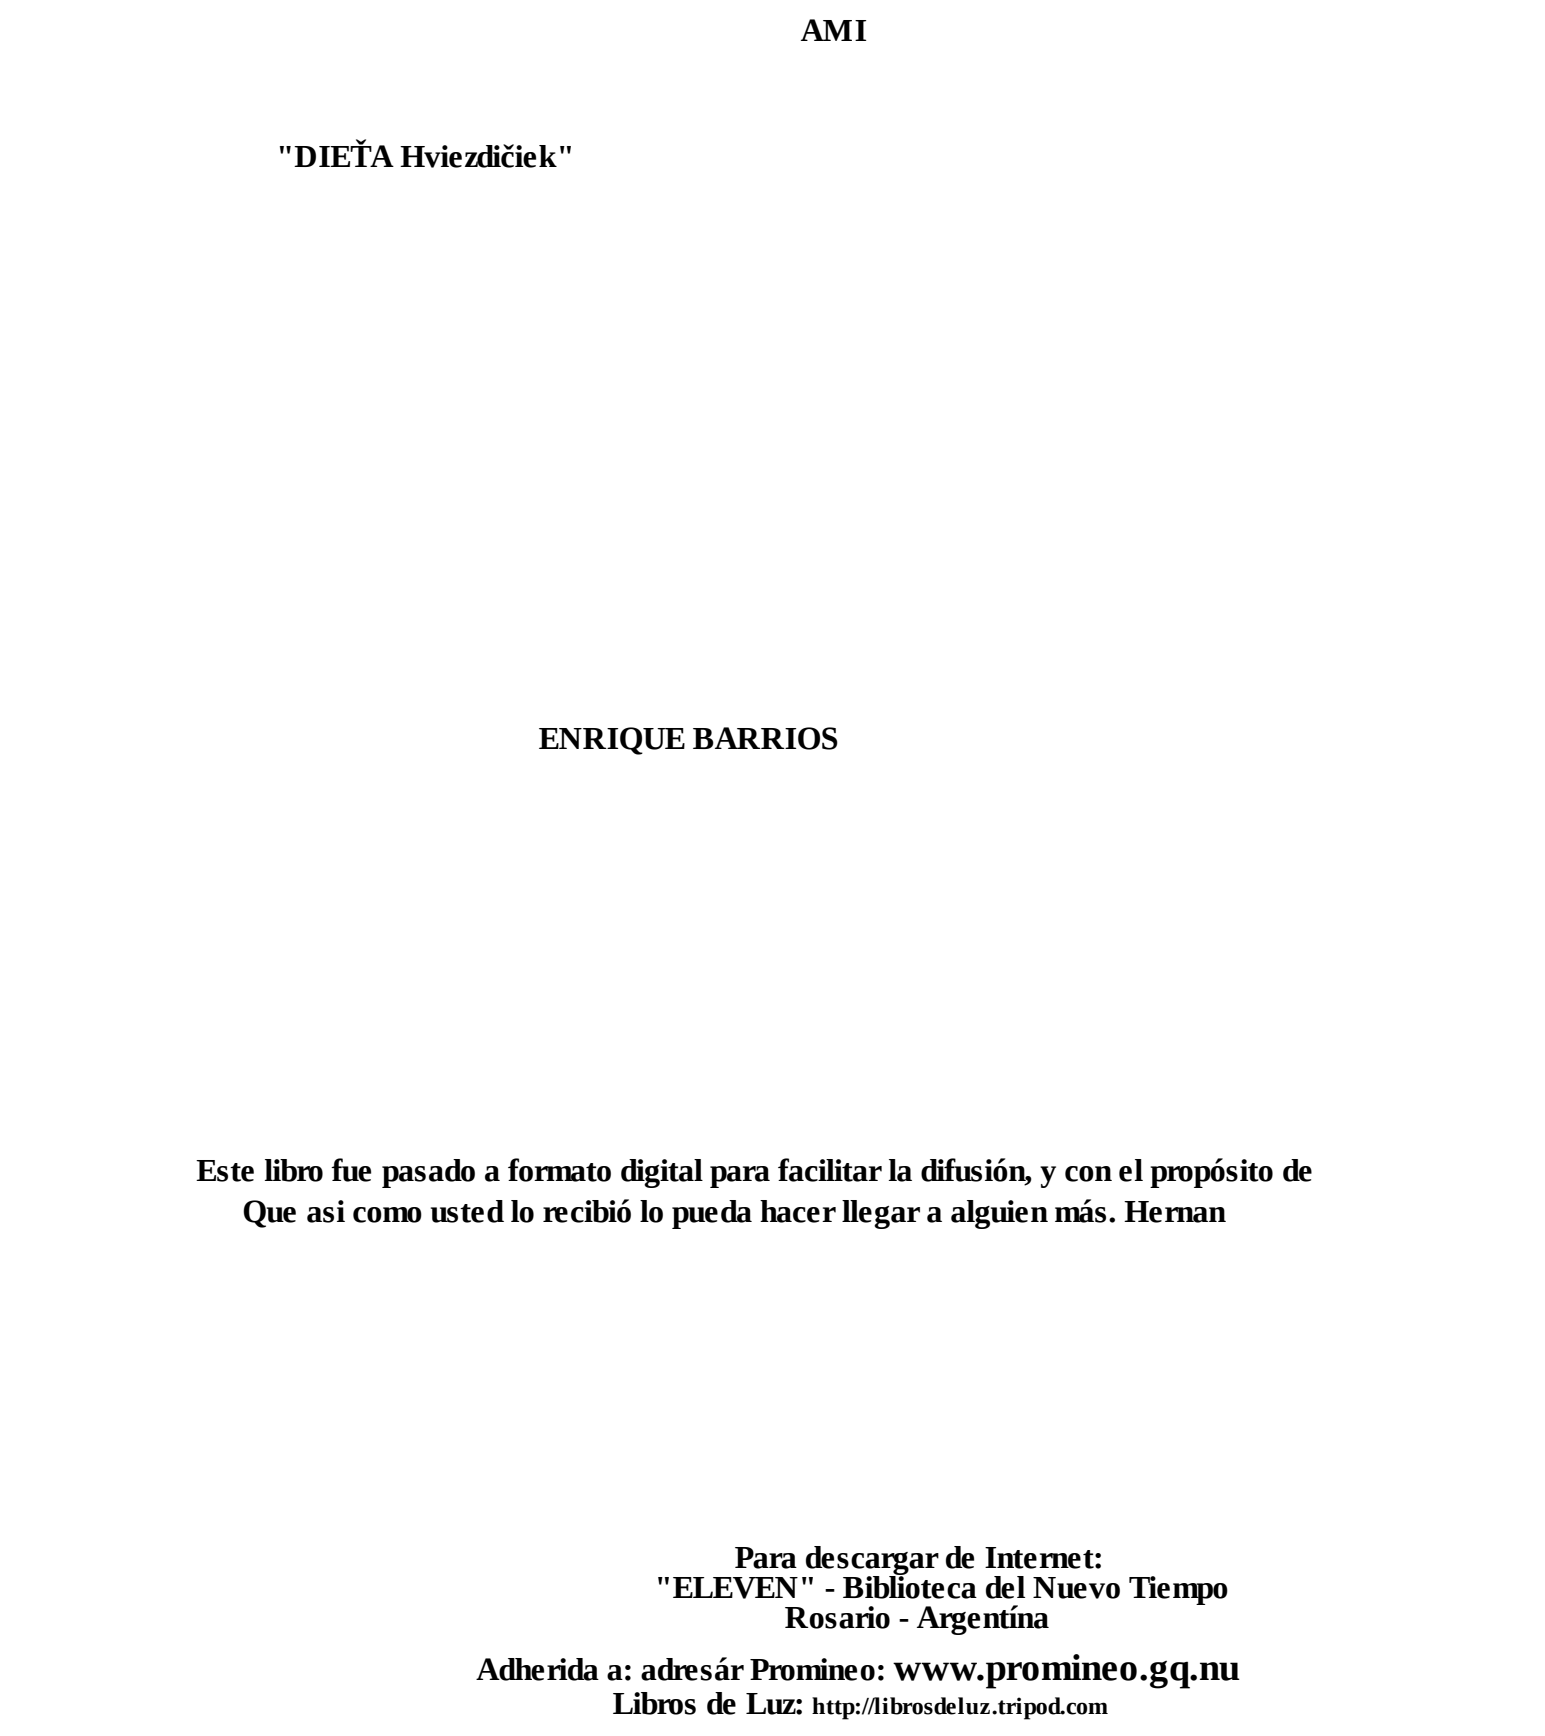 AMI
"DIEŤA Hviezdičiek"
ENRIQUE BARRIOS
Este libro fue pasado a formato digital para facilitar la difusión, y con el propósito de
Que asi como usted lo recibió lo pueda hacer llegar a alguien más. Hernan
Para descargar de Internet:
"ELEVEN" - Biblioteca del Nuevo Tiempo
Rosario - Argentína
Adherida a: adresár Promineo: www.promineo.gq.nu
Libros de Luz: http://librosdeluz.tripod.com